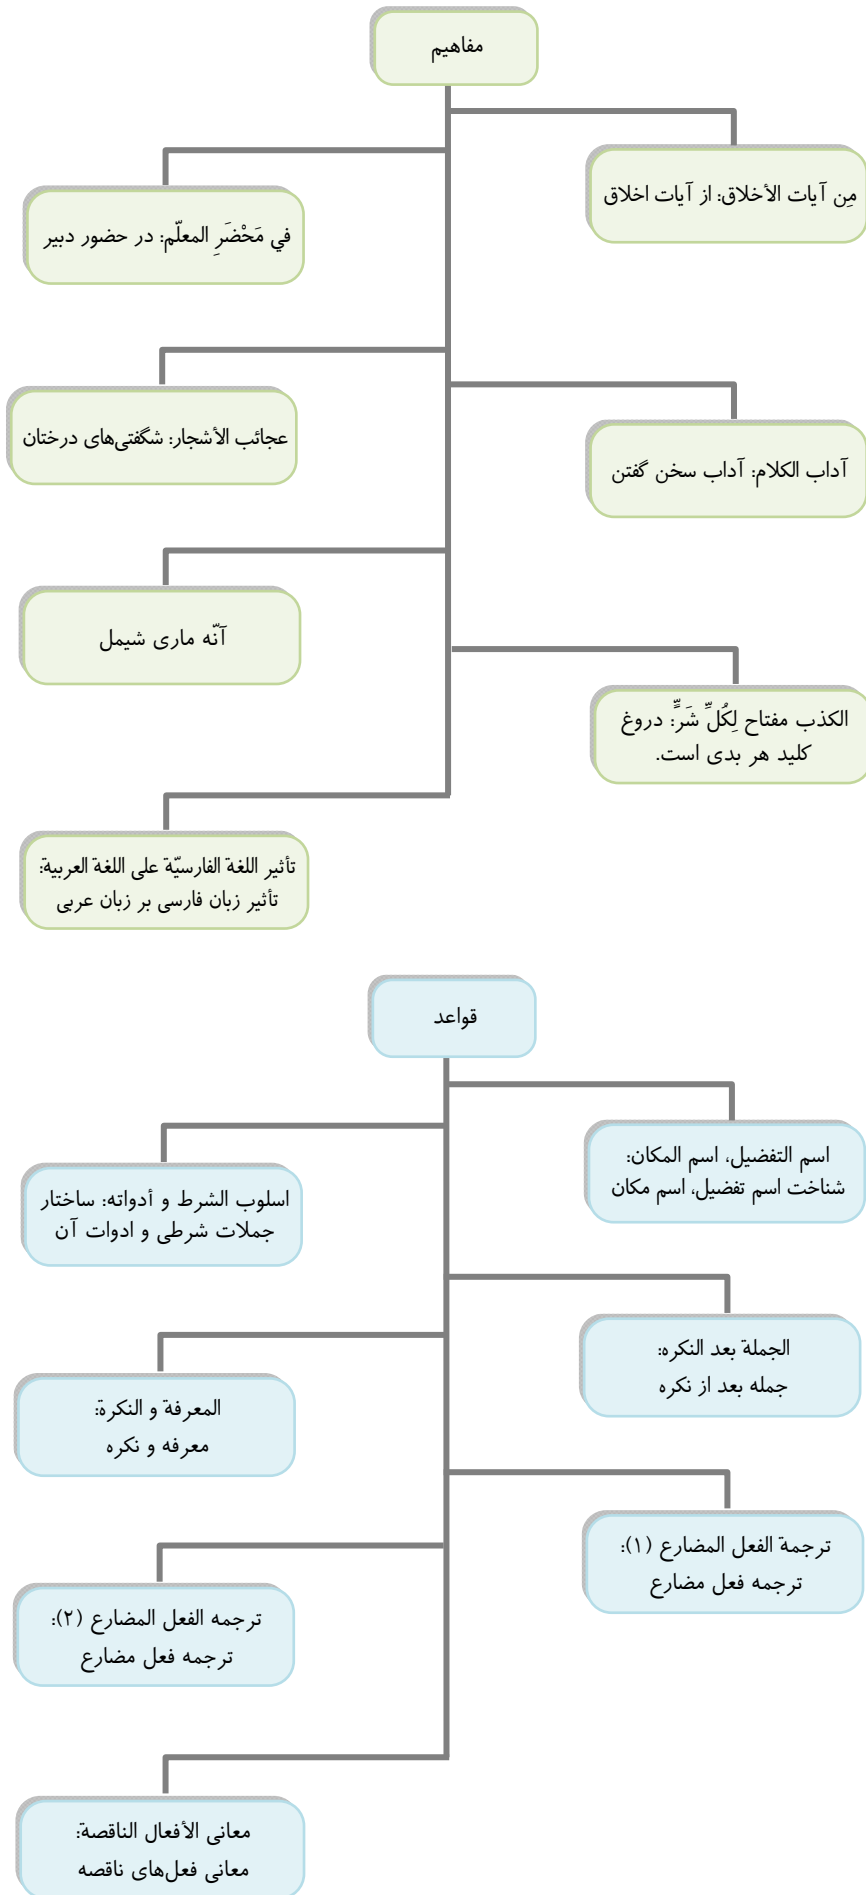 مفاهیم
مِن آیات الأخلاق: از آیات اخلاق
في مَحْضَرِ المعلّم: در حضور دبیر
آداب الکلام: آداب سخن گفتن
عجائب الأشجار: شگفتی‌های درختان
الکذب مفتاح لِکُلِّ شَرٍّ: دروغ
کلید هر بدی است.
آنّه ماری شیمل
تأثیر اللغة الفارسیّة علی اللغة العربیة:
تأثیر زبان فارسی بر زبان عربی
قواعد
اسم التفضیل، اسم المکان:
شناخت اسم تفضیل، اسم مکان
اسلوب الشرط و أدواته: ساختار
جملات شرطی و ادوات آن
الجملة بعد النکره:
جمله بعد از نکره
المعرفة و النکرة:
معرفه و نکره
ترجمة الفعل المضارع (۱):
ترجمه فعل مضارع
ترجمه الفعل المضارع (۲):
ترجمه فعل مضارع
معانی الأفعال الناقصة:
معانی فعل‌های ناقصه